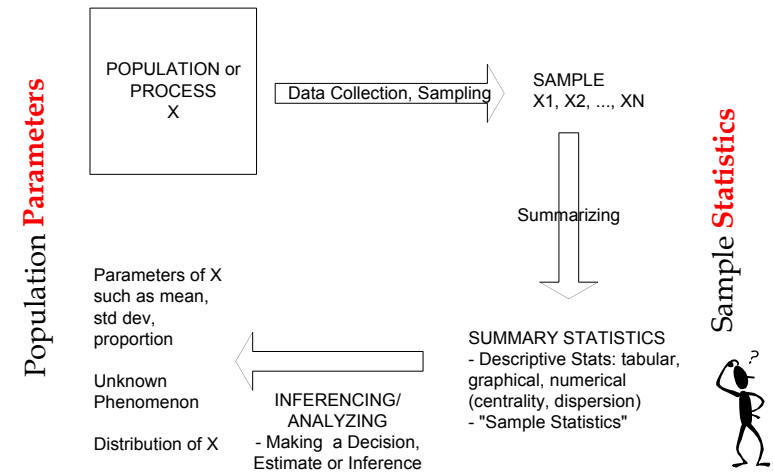 Population Parameters
POPULATION or
PROCESS
X
Data Collection, Sampling
SAMPLE
X1, X2, ..., XN
Summarizing
Sample Statistics
SUMMARY STATISTICS
- Descriptive Stats: tabular,
graphical, numerical
(centrality, dispersion)
- "Sample Statistics"
?
INFERENCING/
ANALYZING
- Making a Decision,
Estimate or Inference
Parameters of X
such as mean,
std dev,
proportion
Unknown
Phenomenon
Distribution of X